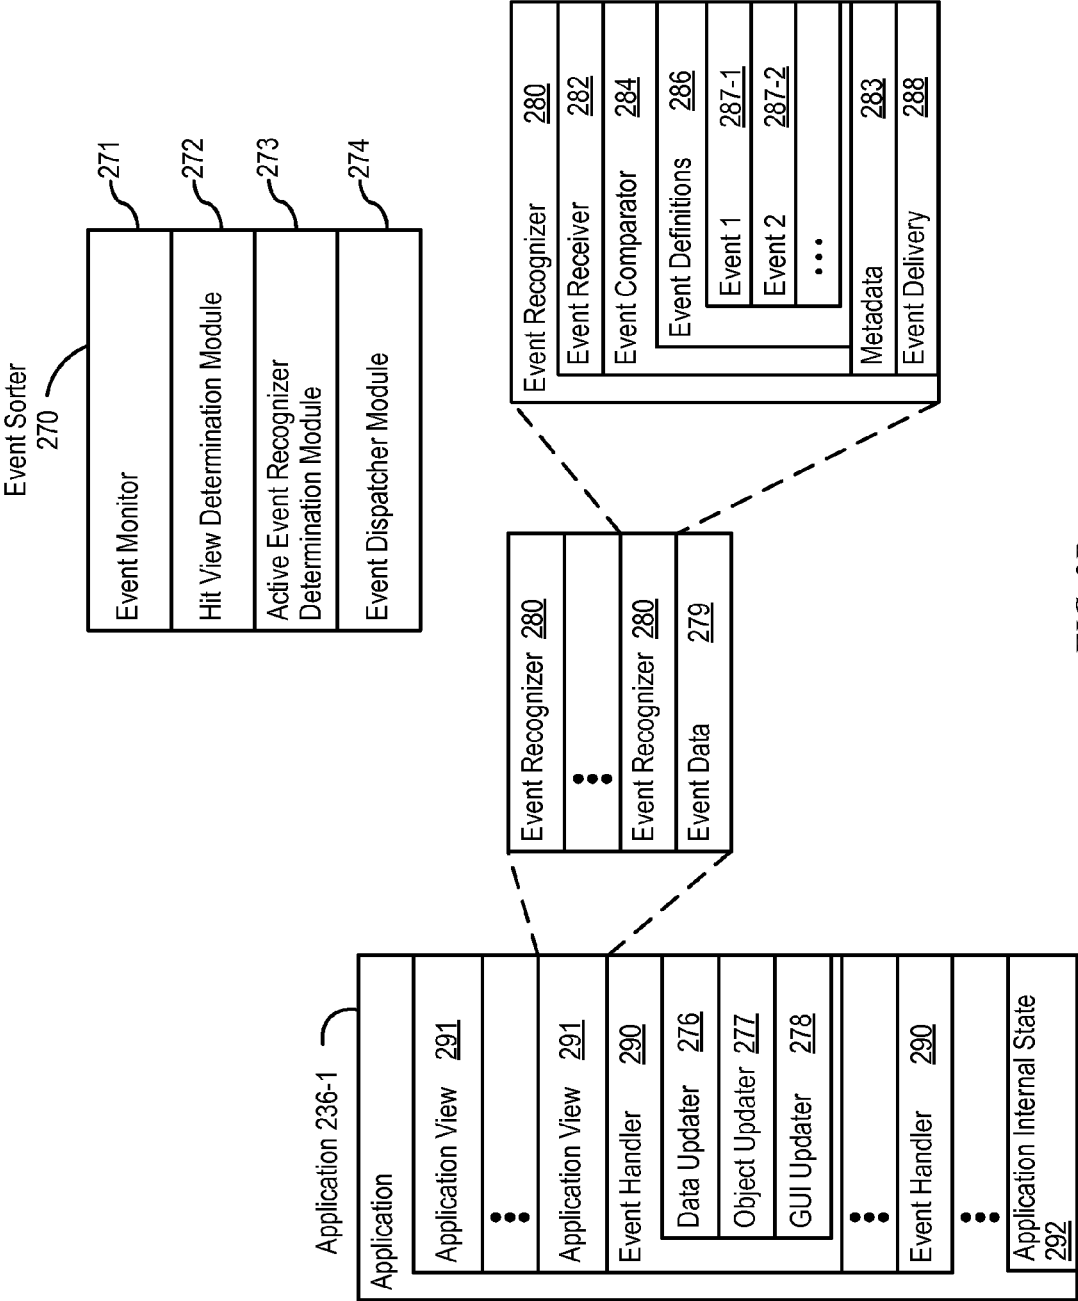 Event Sorter
270
Event Monitor
271
Hit View Determination Module
272
Active Event Recognizer
Determination Module
273
Event Dispatcher Module
274
Application 236-1
Application
Application View 291
Application View 291
Event Handler 290
Data Updater 276
Object Updater 277
GUI Updater 278
Event Handler 290
Application Internal State
292
Event Recognizer 280
Event Recognizer 280
Event Data 279
Event Recognizer 280
Event Receiver 282
Event Comparator 284
Event Definitions 286
Event 1 287-1
Event 2 287-2
Metadata 283
Event Delivery 288